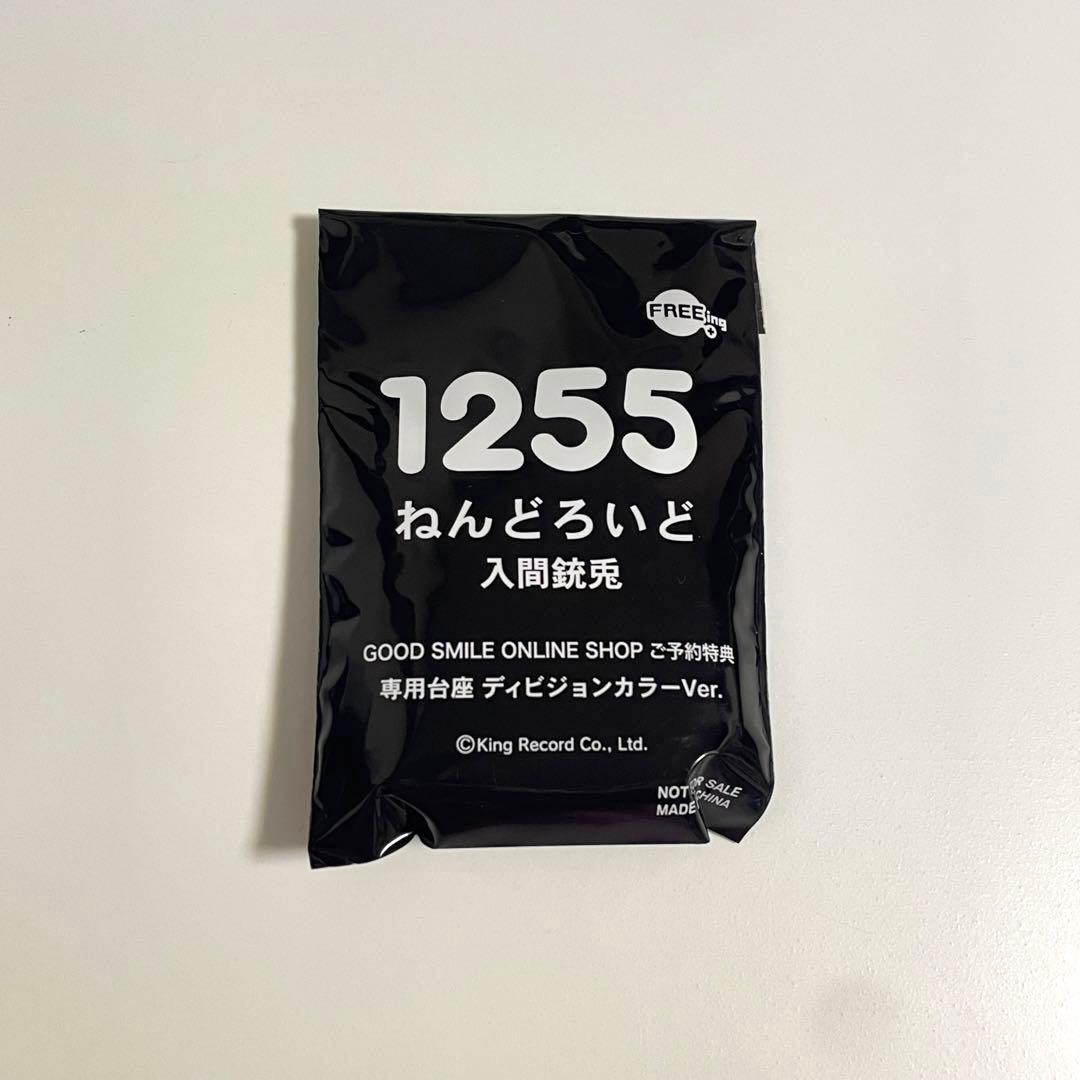 FREEing
1255
ねんどろいど
入間銃兎
GOOD SMILE ONLINE SHOP ご予約特典
専用台座 ディビジョンカラーVer.
©King Record Co., Ltd.
NOT FOR SALE
MADE CHINA